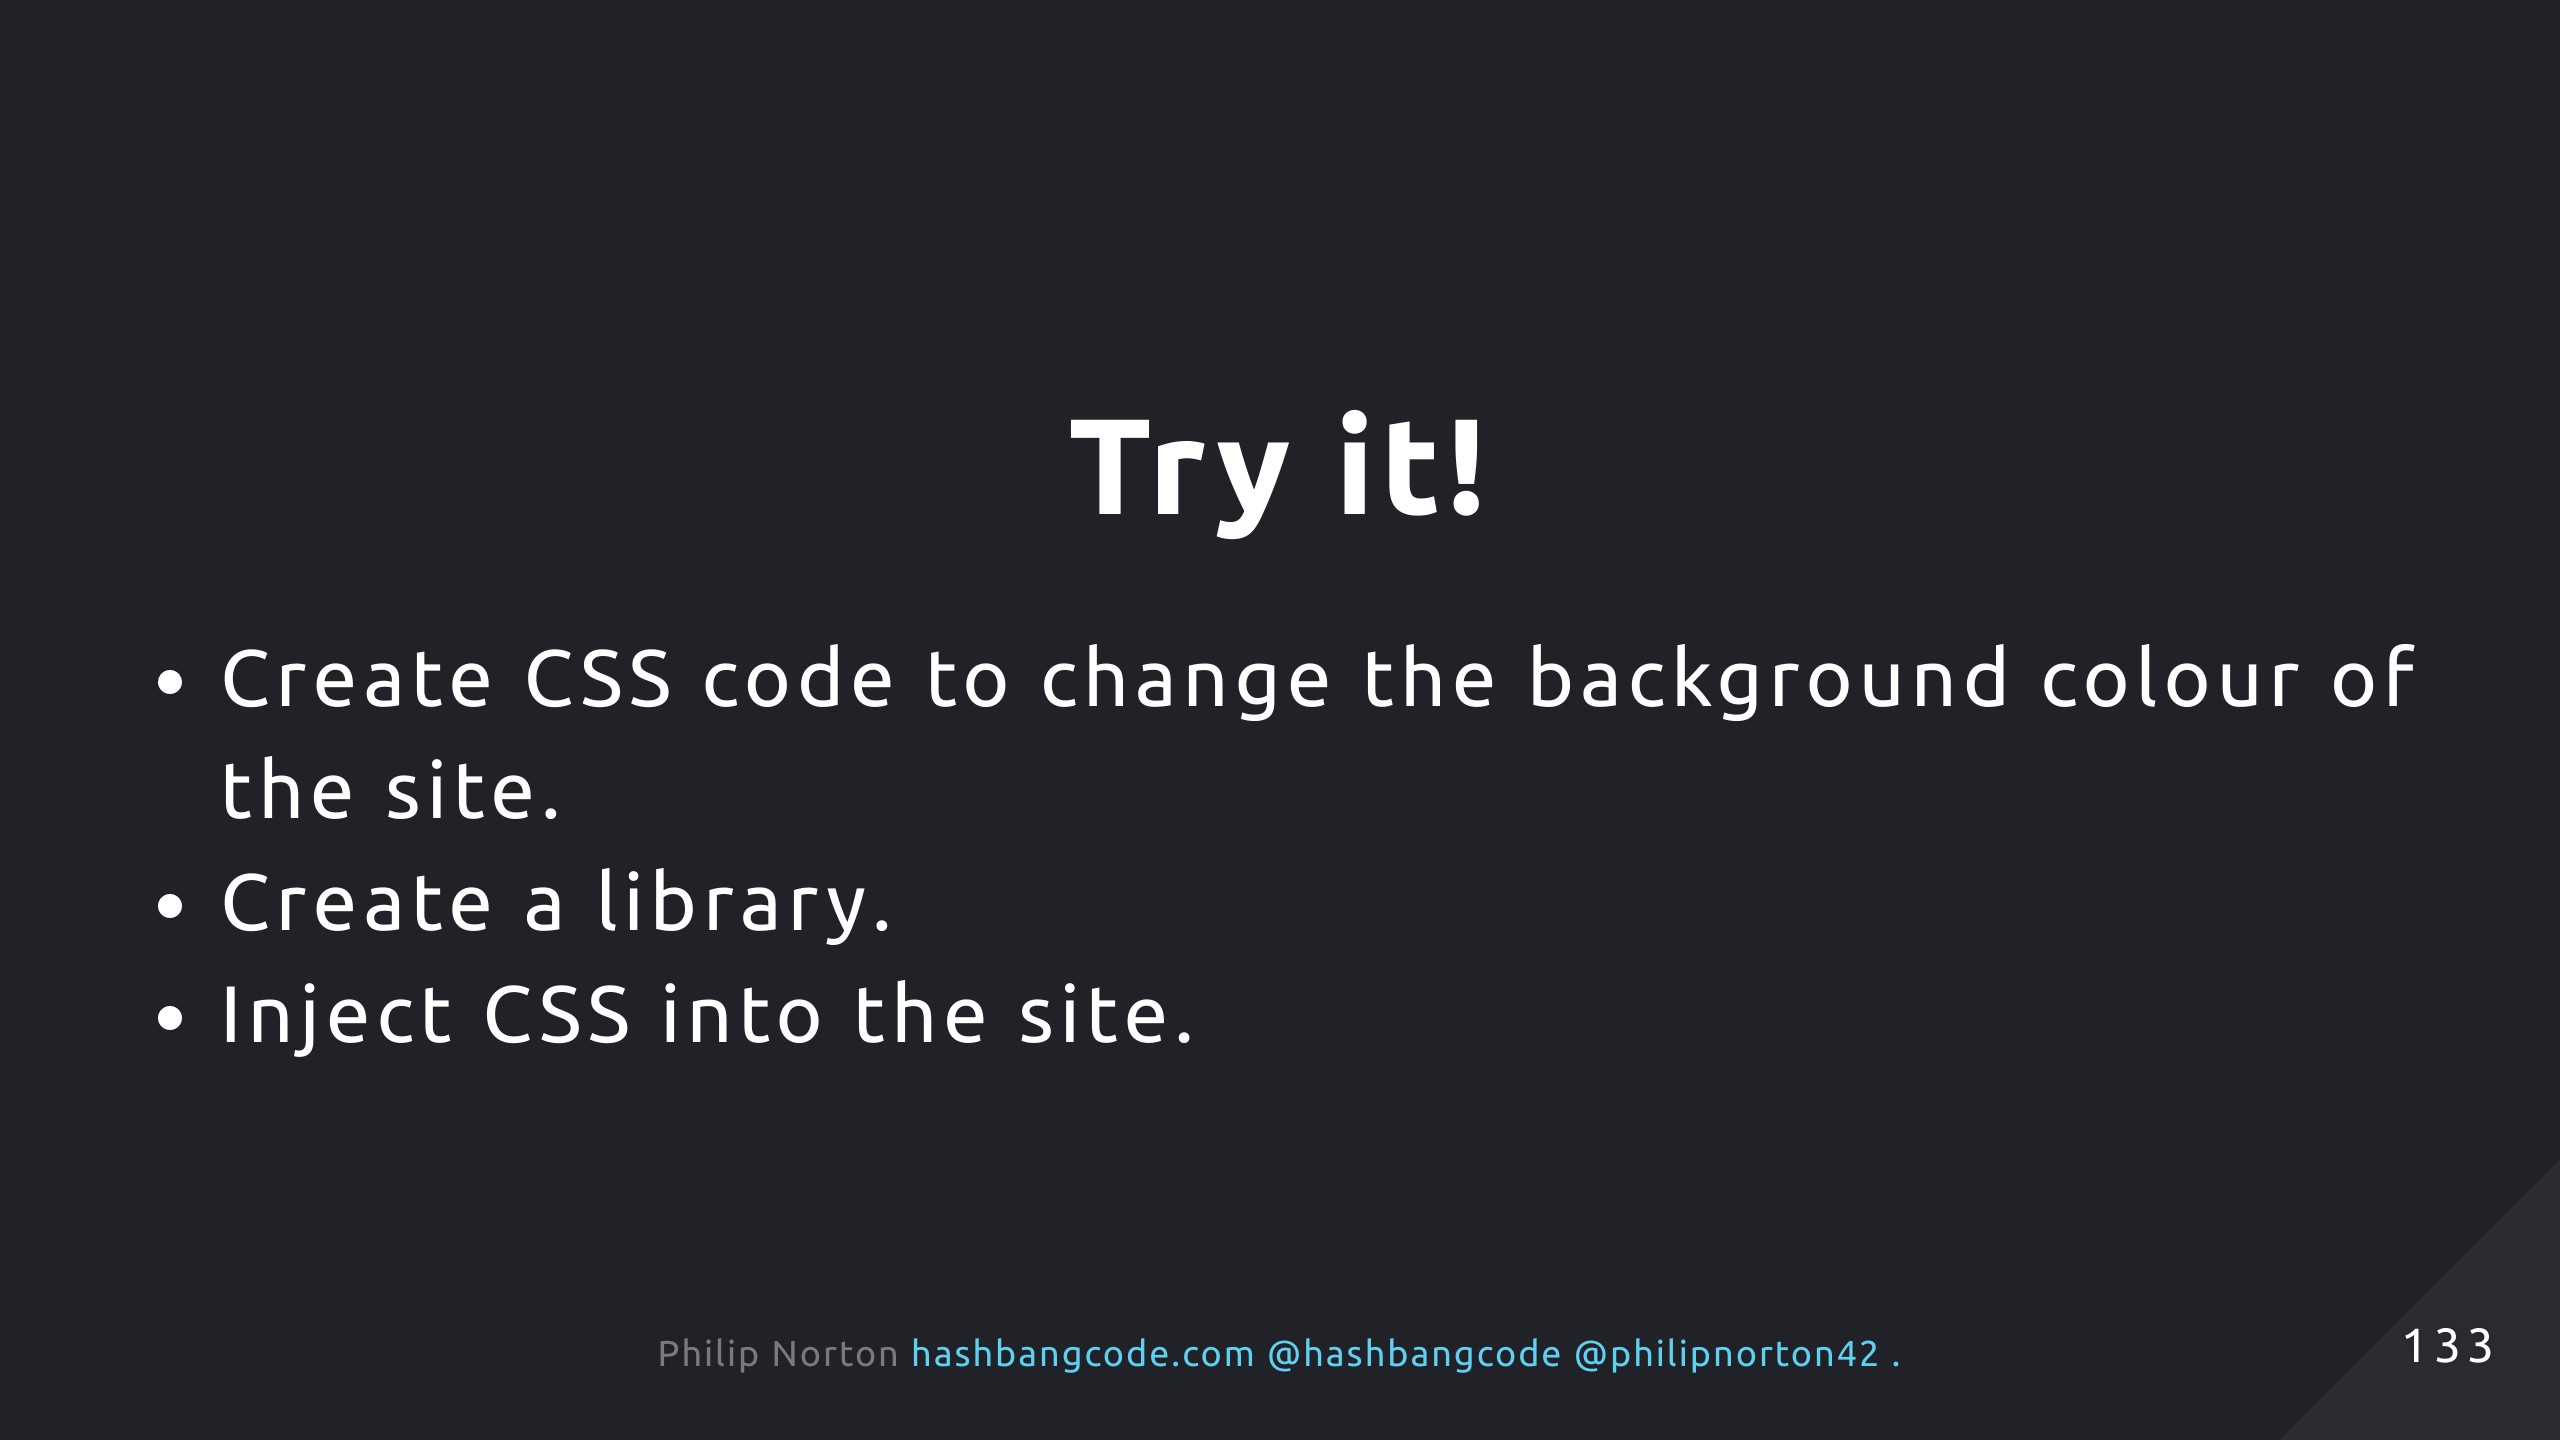 Try it!
• Create CSS code to change the background colour of
the site.
• Create a library.
• Inject CSS into the site.
Philip Norton hashbangcode.com @hashbangcode @philipnorton42 .
133